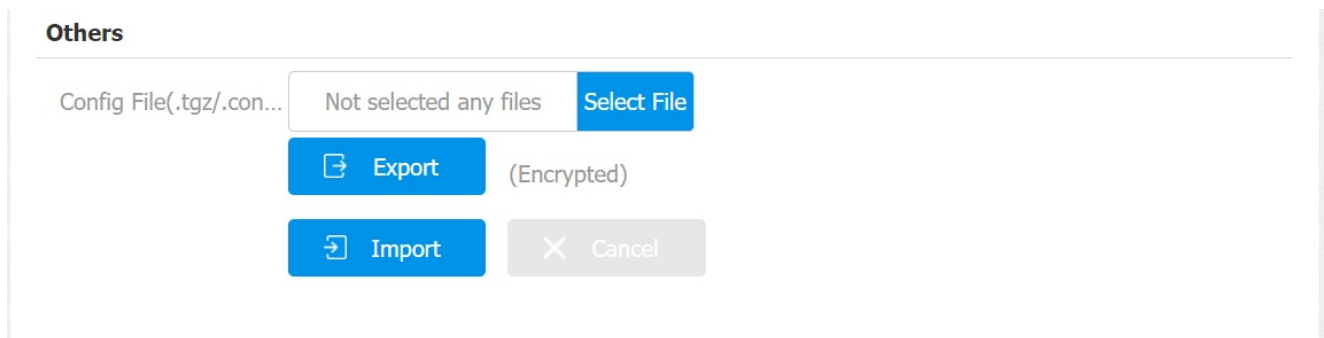 Others
Config File(.tgz/.con... Not selected any files Select File
Export (Encrypted)
Import Cancel